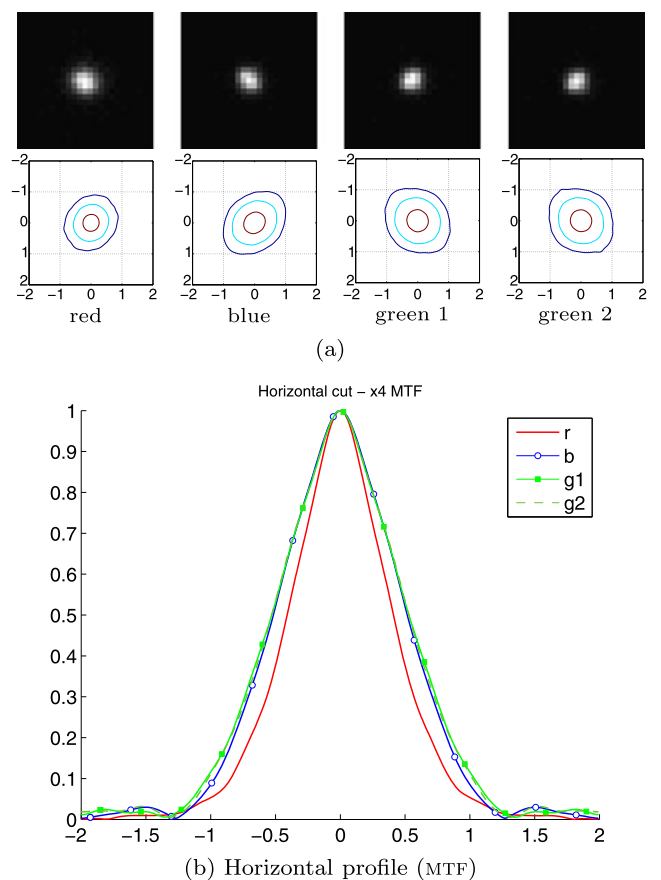 −2 −1 0 1 2
−2 −1 0 1 2
−2 −1 0 1 2
−2 −1 0 1 2
−2 −1 0 1 2
−2 −1 0 1 2
−2 −1 0 1 2
−2 −1 0 1 2
red blue green 1 green 2
(a)
Horizontal cut − x4 MTF
1
0.9
0.8
0.7
0.6
0.5
0.4
0.3
0.2
0.1
0
−2 −1.5 −1 −0.5 0 0.5 1 1.5 2
r
b
g1
g2
(b) Horizontal profile (MTF)